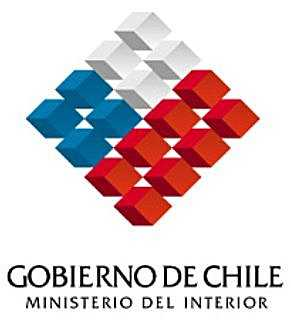 GOBIERNO DE CHILE
MINISTERIO DEL INTERIOR